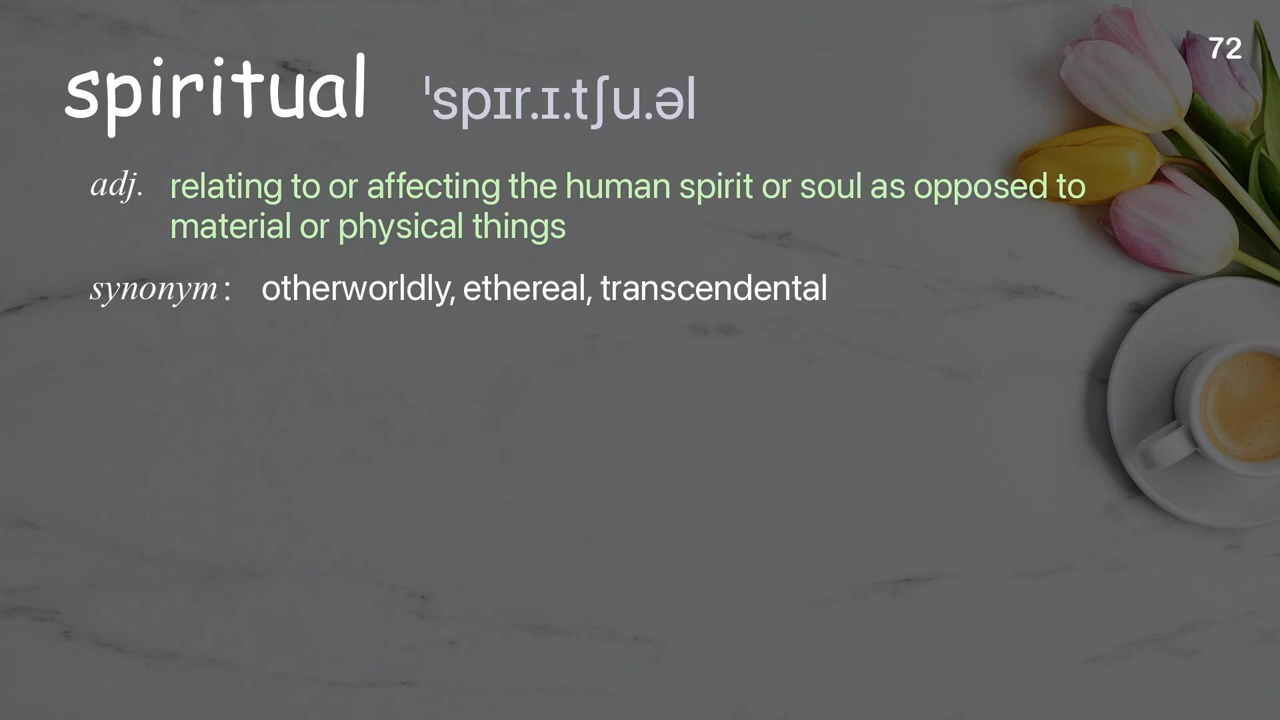 72
spiritual ˈspɪr.ɪ.tʃu.əl
adj. relating to or affecting the human spirit or soul as opposed to
material or physical things
synonym : otherworldly, ethereal, transcendental